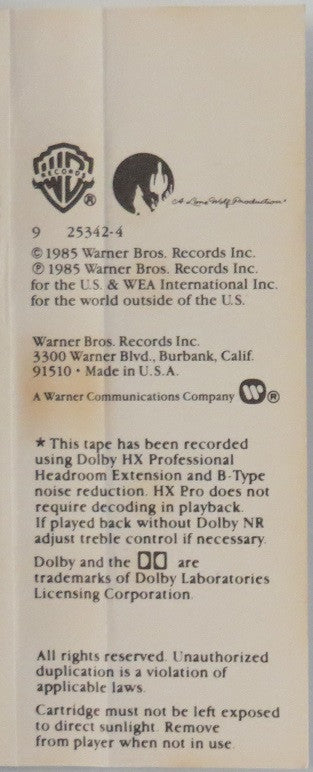 WB
RECORDS
®
A Lone Wolf Production
9 25342-4
© 1985 Warner Bros. Records Inc.
℗ 1985 Warner Bros. Records Inc.
for the U.S. & WEA International Inc.
for the world outside of the U.S.
Warner Bros. Records Inc.
3300 Warner Blvd., Burbank, Calif.
91510 • Made in U.S.A.
A Warner Communications Company ®
★ This tape has been recorded
using Dolby HX Professional
Headroom Extension and B-Type
noise reduction. HX Pro does not
require decoding in playback.
If played back without Dolby NR
adjust treble control if necessary.
Dolby and the are
trademarks of Dolby Laboratories
Licensing Corporation.
All rights reserved. Unauthorized
duplication is a violation of
applicable laws.
Cartridge must not be left exposed
to direct sunlight. Remove
from player when not in use.